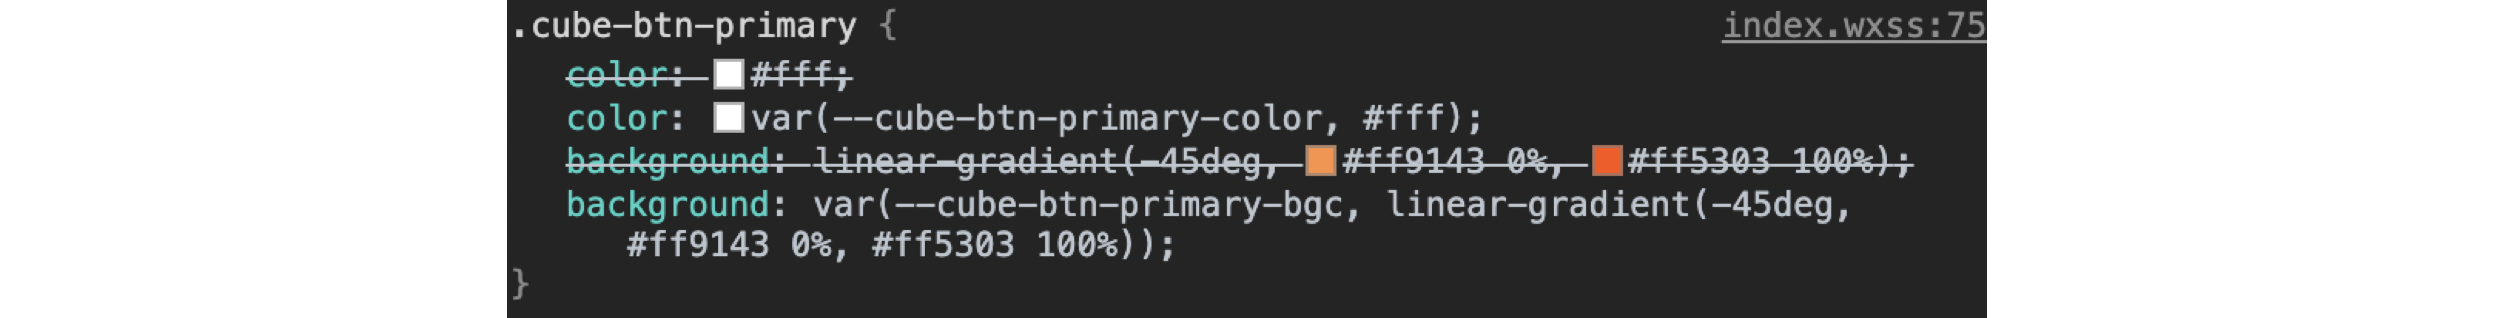 .cube-btn-primary { index.wxss:75
color: #fff;
color: var(--cube-btn-primary-color, #fff);
background: linear-gradient(-45deg, #ff9143 0%, #ff5303 100%);
background: var(--cube-btn-primary-bgc, linear-gradient(-45deg,
#ff9143 0%, #ff5303 100%));
}